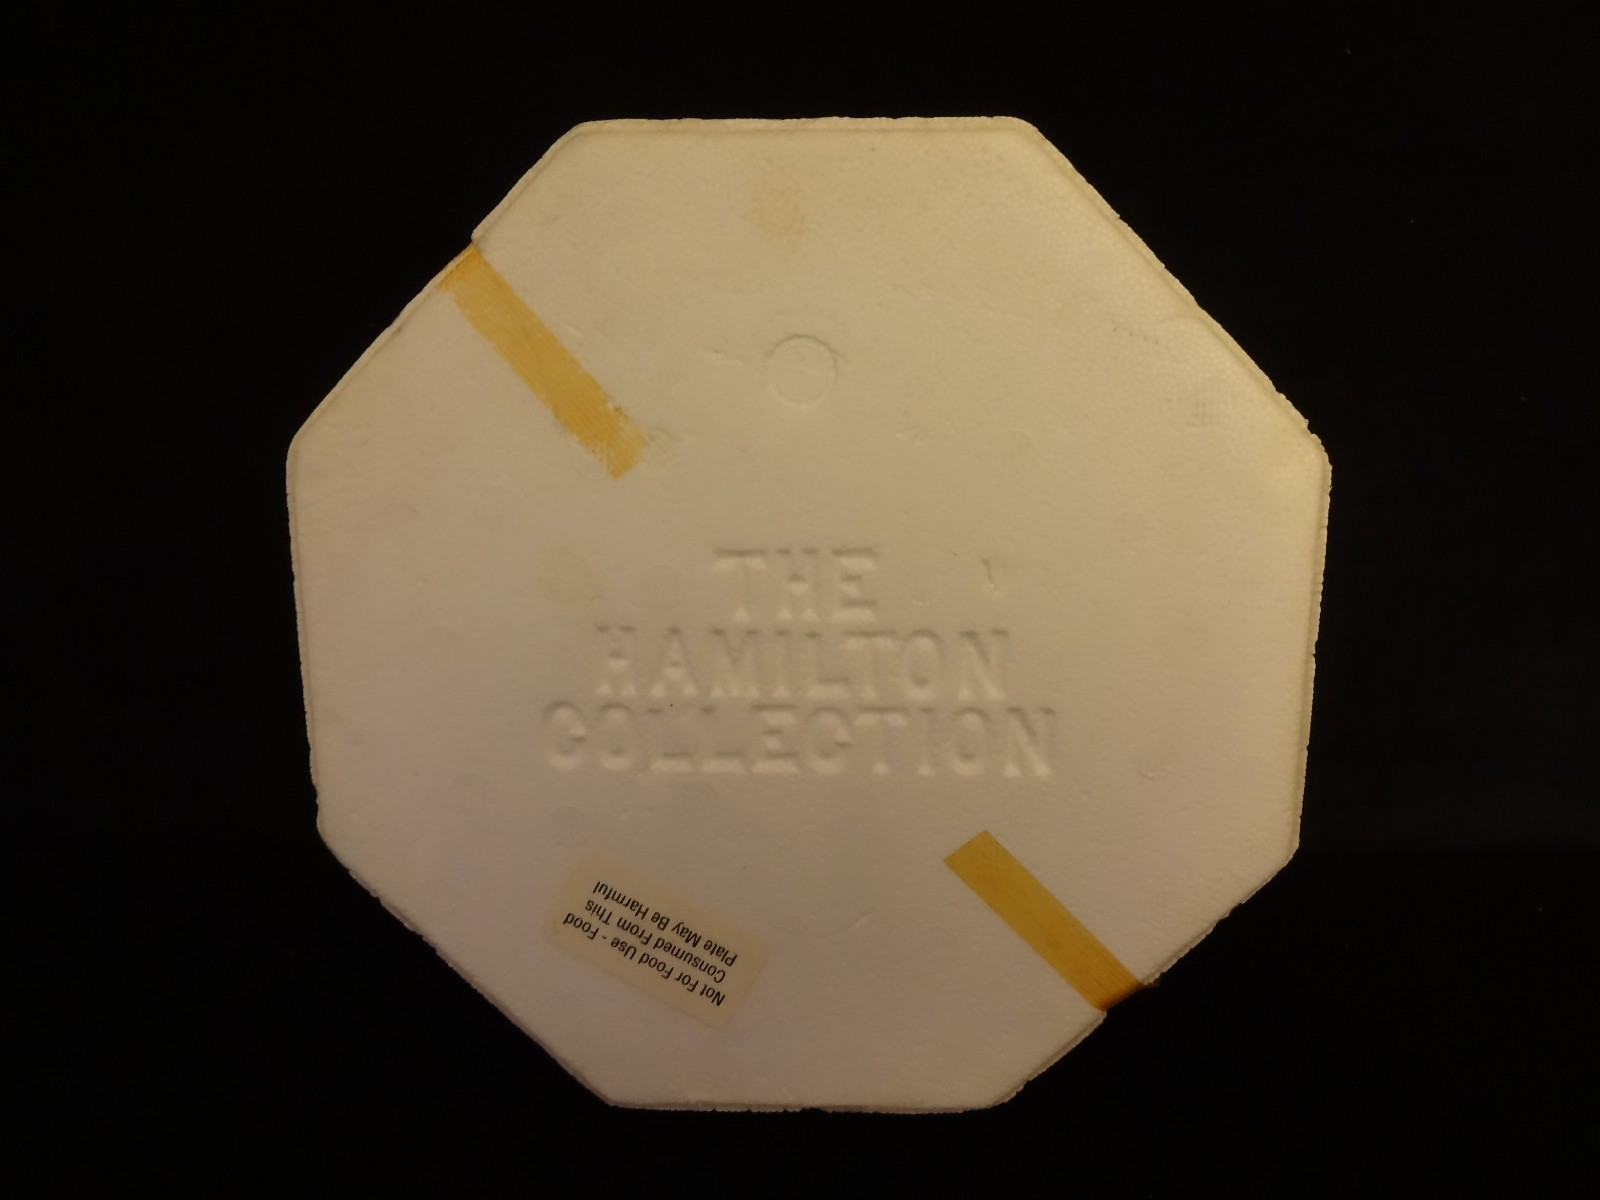 THE
HAMILTON
COLLECTION
Not For Food Use - Food
Consumed From This
Plate May Be Harmful